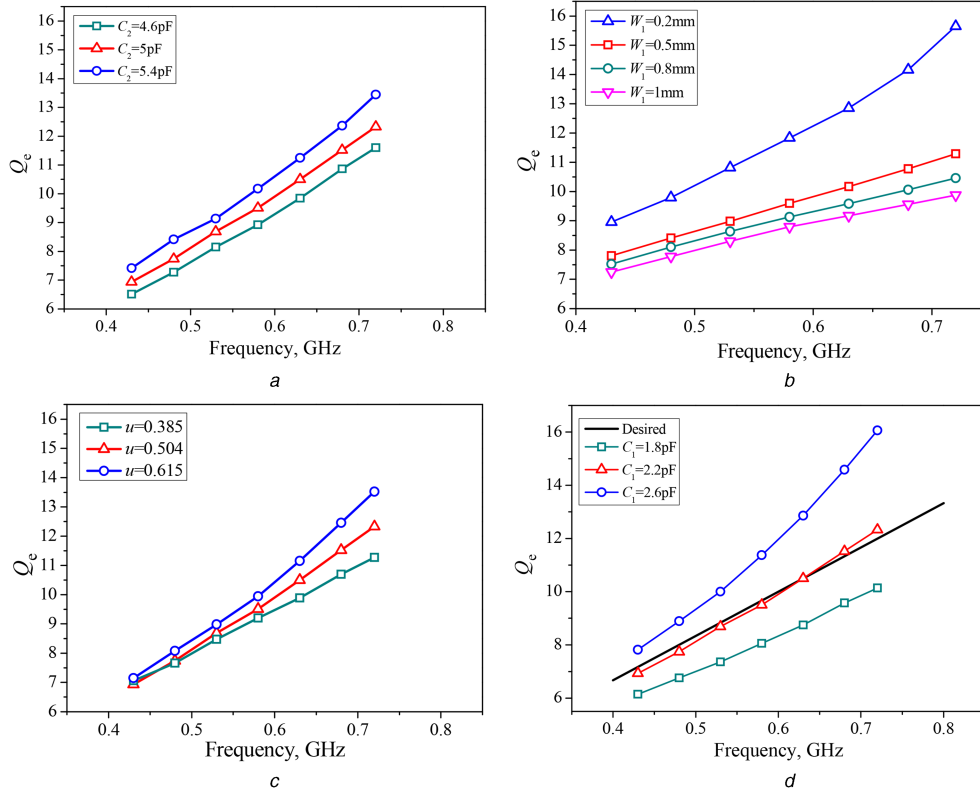 16
15
14
13
12
11
10
9
8
7
6
Qe
C2=4.6pF
C2=5pF
C2=5.4pF
0.4 0.5 0.6 0.7 0.8
Frequency, GHz
a
16
15
14
13
12
11
10
9
8
7
6
Qe
W1=0.2mm
W1=0.5mm
W1=0.8mm
W1=1mm
0.4 0.5 0.6 0.7
Frequency, GHz
b
16
15
14
13
12
11
10
9
8
7
6
Qe
u=0.385
u=0.504
u=0.615
0.4 0.5 0.6 0.7 0.8
Frequency, GHz
c
16
14
12
10
8
6
Qe
Desired
C1=1.8pF
C1=2.2pF
C1=2.6pF
0.4 0.5 0.6 0.7 0.8
Frequency, GHz
d